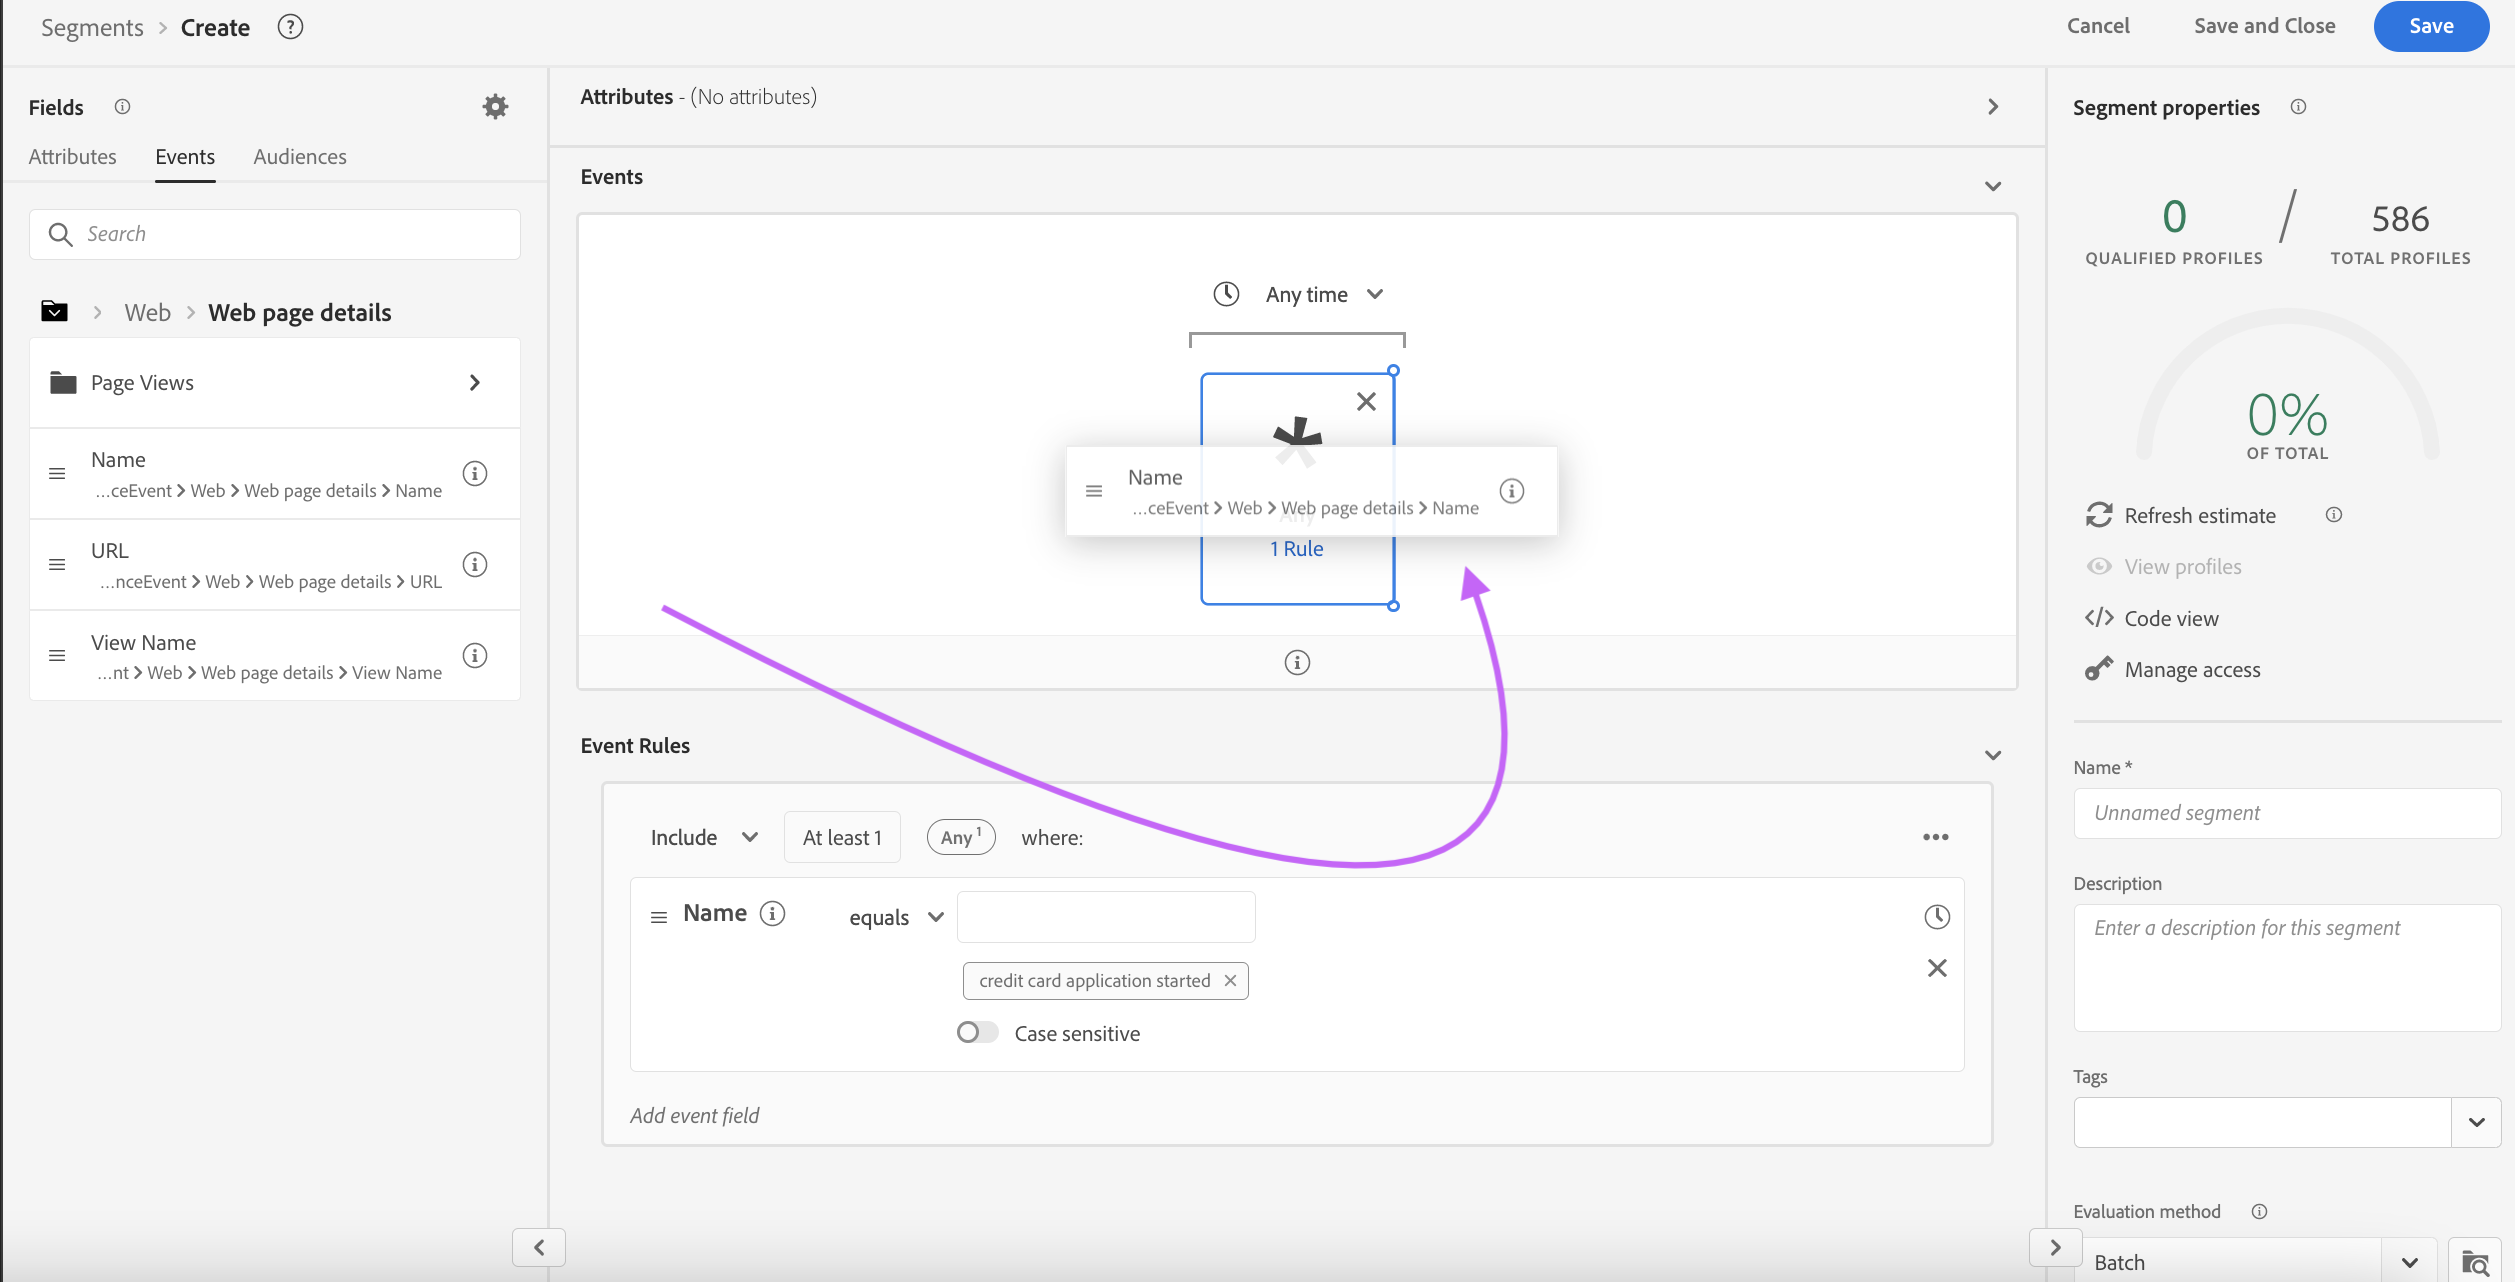 Segments > Create ?
Cancel
Save and Close
Save
Fields
Attributes
Events
Audiences
Search
Web > Web page details
Page Views
Name
...ceEvent > Web > Web page details > Name
URL
...nceEvent > Web > Web page details > URL
View Name
...nt > Web > Web page details > View Name
Attributes - (No attributes)
Events
Any time
Name
...ceEvent > Web > Web page details > Name
Any
1 Rule
Event Rules
Include
At least 1
Any 1
where:
Name
equals
credit card application started
Case sensitive
Add event field
Segment properties
0 / 586
QUALIFIED PROFILES
TOTAL PROFILES
0%
OF TOTAL
Refresh estimate
View profiles
</> Code view
Manage access
Name *
Unnamed segment
Description
Enter a description for this segment
Tags
Evaluation method
Batch